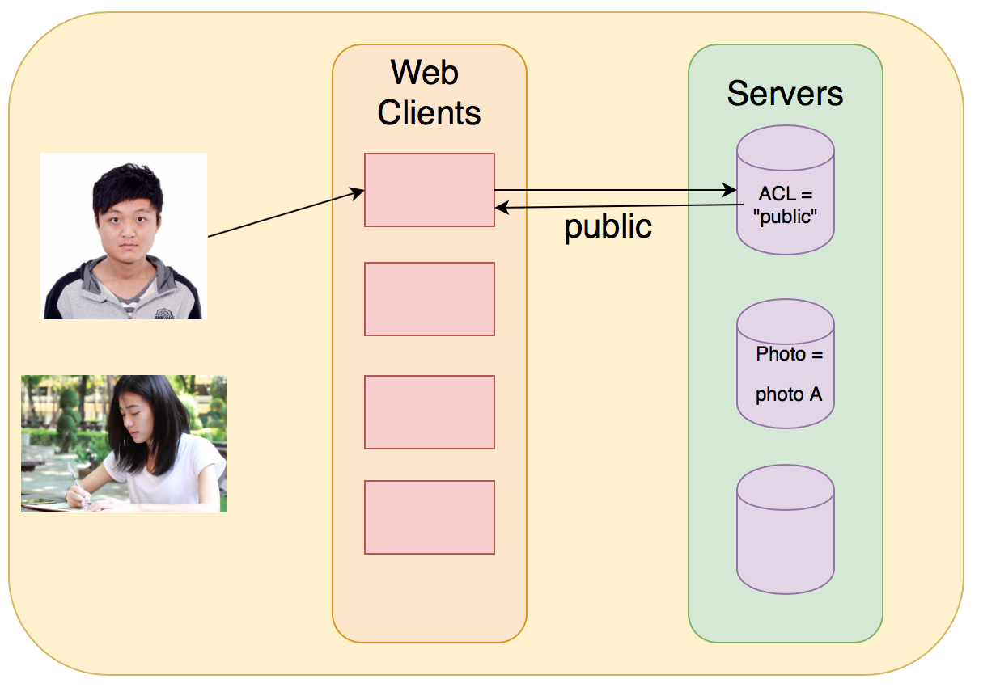 Web
Clients
Servers
ACL =
"public"
public
Photo =
photo A